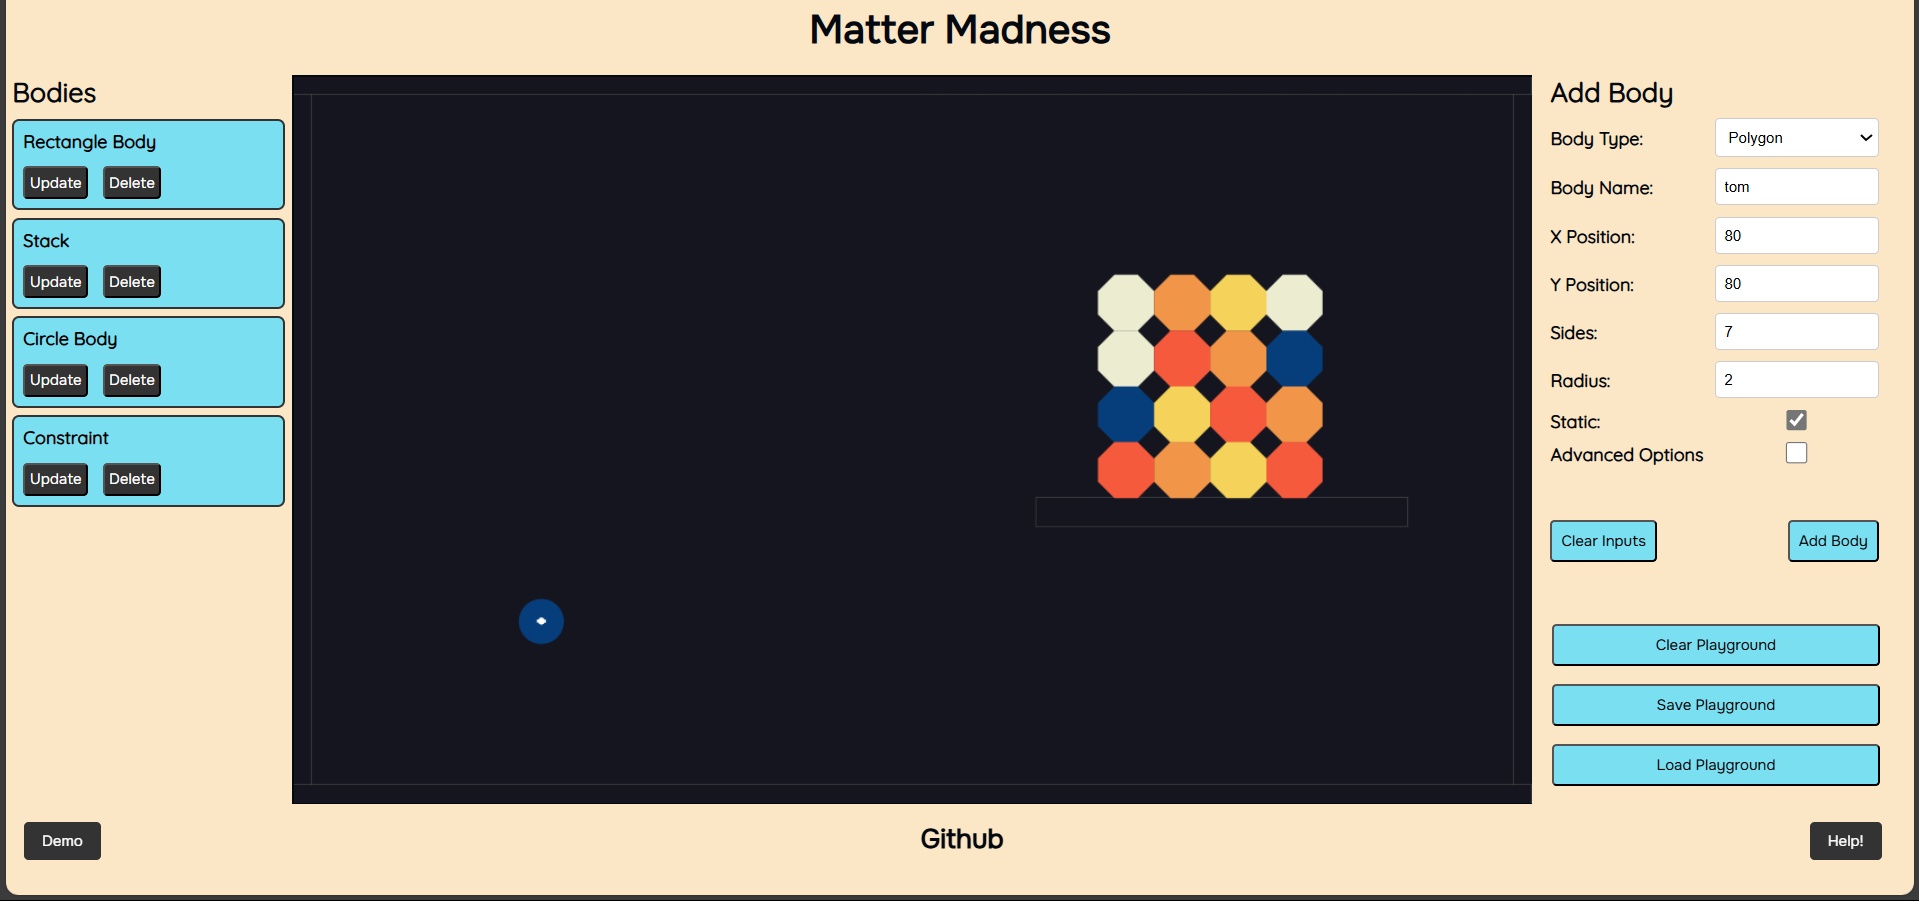 Matter Madness
Bodies
Rectangle Body
Update Delete
Stack
Update Delete
Circle Body
Update Delete
Constraint
Update Delete
Add Body
Body Type: Polygon
Body Name: tom
X Position: 80
Y Position: 80
Sides: 7
Radius: 2
Static:
Advanced Options
Clear Inputs Add Body
Clear Playground
Save Playground
Load Playground
Demo
Github
Help!